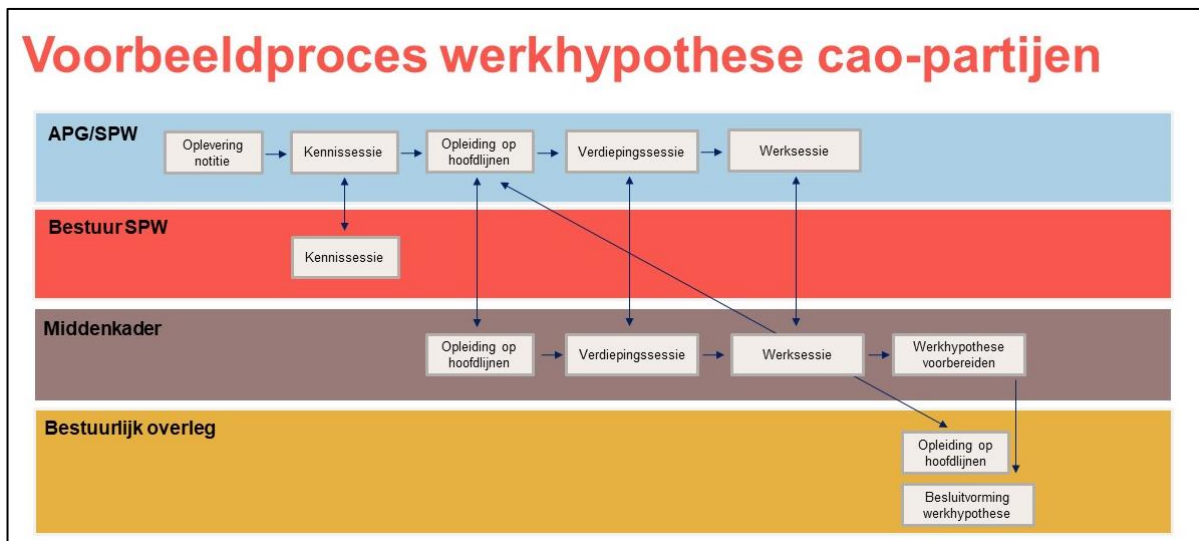 Voorbeeldproces werkhypothese cao-partijen
APG/SPW
Oplevering
notitie
Kennissessie
Opleiding op
hoofdlijnen
Verdiepingssessie
Werksessie
Bestuur SPW
Kennissessie
Middenkader
Opleiding op
hoofdlijnen
Verdiepingssessie
Werksessie
Werkhypothese
voorbereiden
Bestuurlijk overleg
Opleiding op
hoofdlijnen
Besluitvorming
werkhypothese